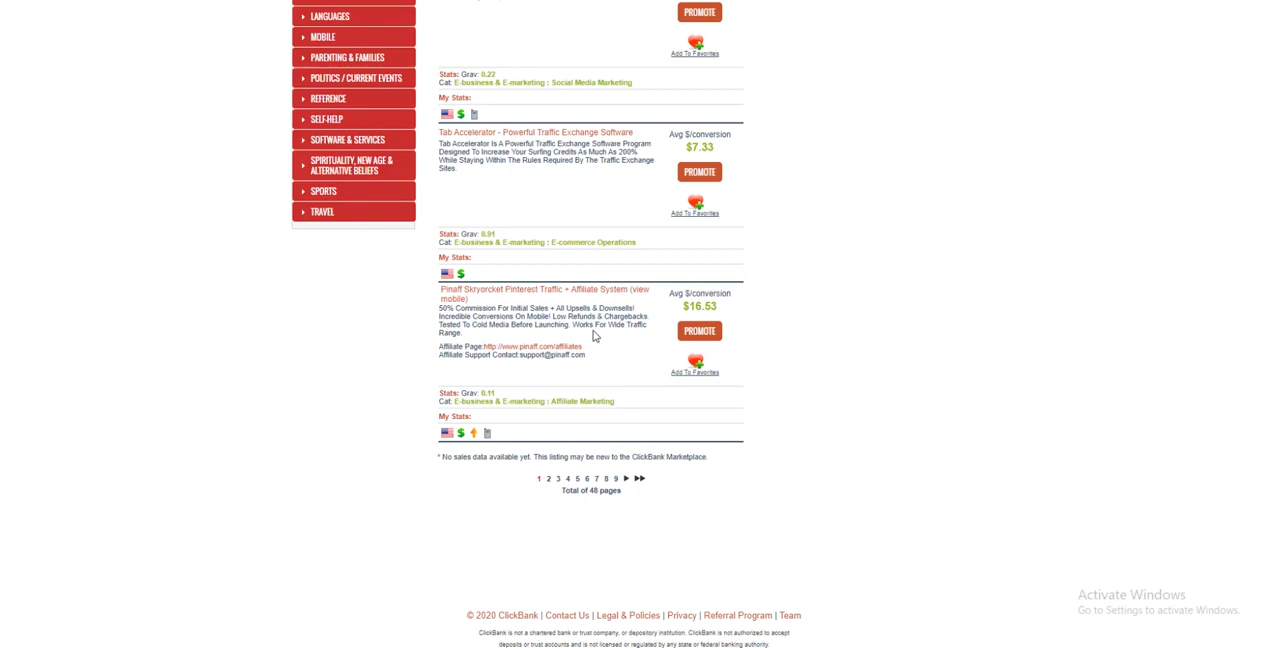 LANGUAGES
MOBILE
PARENTING & FAMILIES
POLITICS / CURRENT EVENTS
REFERENCE
SELF-HELP
SOFTWARE & SERVICES
SPIRITUALITY, NEW AGE &
ALTERNATIVE BELIEFS
SPORTS
TRAVEL
PROMOTE
Add To Favorites
Stats: Grav: 0.22
Cat: E-business & E-marketing : Social Media Marketing
My Stats:
Tab Accelerator - Powerful Traffic Exchange Software
Tab Accelerator Is A Powerful Traffic Exchange Software Program
Designed To Increase Your Surfing Credits As Much As 200%
While Staying Within The Rules Required By The Traffic Exchange
Sites.
Avg $/conversion
$7.33
PROMOTE
Add To Favorites
Stats: Grav: 0.91
Cat: E-business & E-marketing : E-commerce Operations
My Stats:
Pinaff Skryorcket Pinterest Traffic + Affiliate System (view
mobile)
50% Commission For Initial Sales + All Upsells & Downsells!
Incredible Conversions On Mobile! Low Refunds & Chargebacks.
Tested To Cold Media Before Launching. Works For Wide Traffic
Range.
Affiliate Page:http://www.pinaff.com/affiliates
Affiliate Support Contact:support@pinaff.com
Avg $/conversion
$16.53
PROMOTE
Add To Favorites
Stats: Grav: 0.11
Cat: E-business & E-marketing : Affiliate Marketing
My Stats:
* No sales data available yet. This listing may be new to the ClickBank Marketplace.
1 2 3 4 5 6 7 8 9
Total of 48 pages
Activate Windows
Go to Settings to activate Windows.
© 2020 ClickBank | Contact Us | Legal & Policies | Privacy | Referral Program | Team
ClickBank is not a chartered bank or trust company, or depository institution. ClickBank is not authorized to accept
deposits or trust accounts and is not licensed or regulated by any state or federal banking authority.